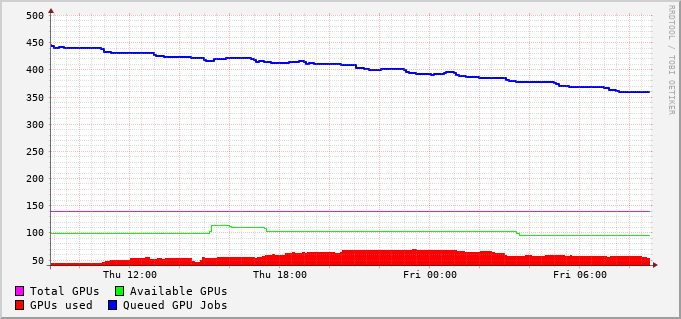 500
450
400
350
300
250
200
150
100
50
Thu 12:00 Thu 18:00 Fri 00:00 Fri 06:00
Total GPUs Available GPUs
GPUs used Queued GPU Jobs
RRDTOOL / TOBI OETIKER